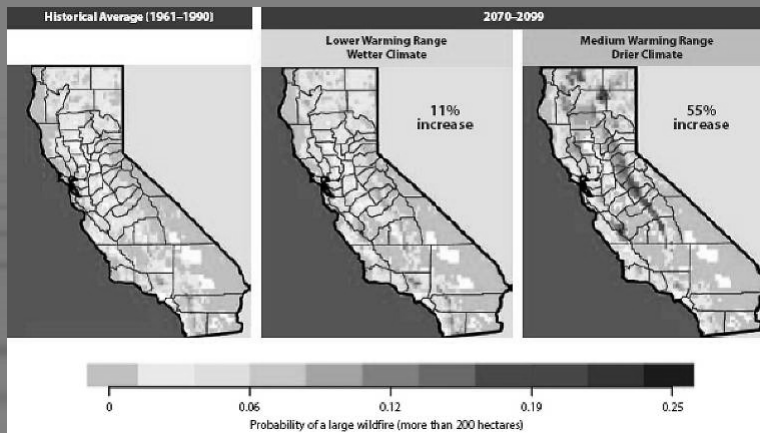 Historical Average (1961–1990)
2070–2099
Lower Warming Range
Wetter Climate
Medium Warming Range
Drier Climate
11%
increase
55%
increase
0
0.06
0.12
0.19
0.25
Probability of a large wildfire (more than 200 hectares)